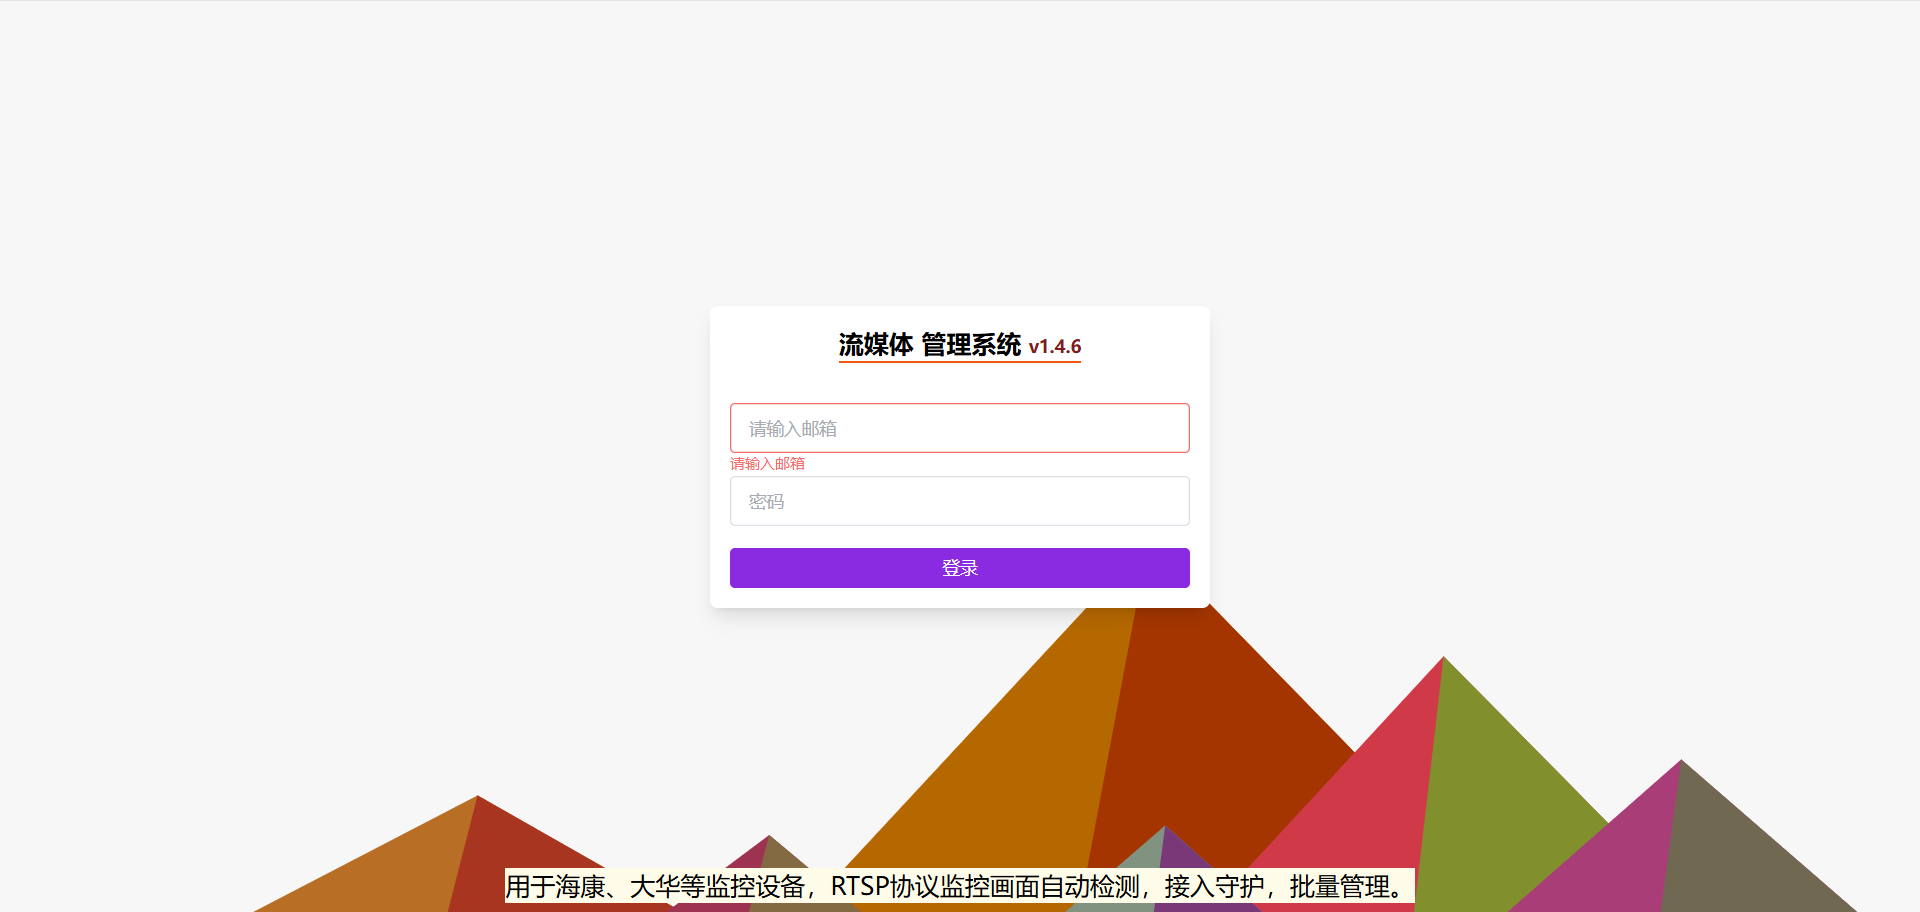 流媒体 管理系统 v1.4.6
请输入邮箱
请输入邮箱
密码
登录
用于海康、大华等监控设备，RTSP协议监控画面自动检测，接入守护，批量管理。